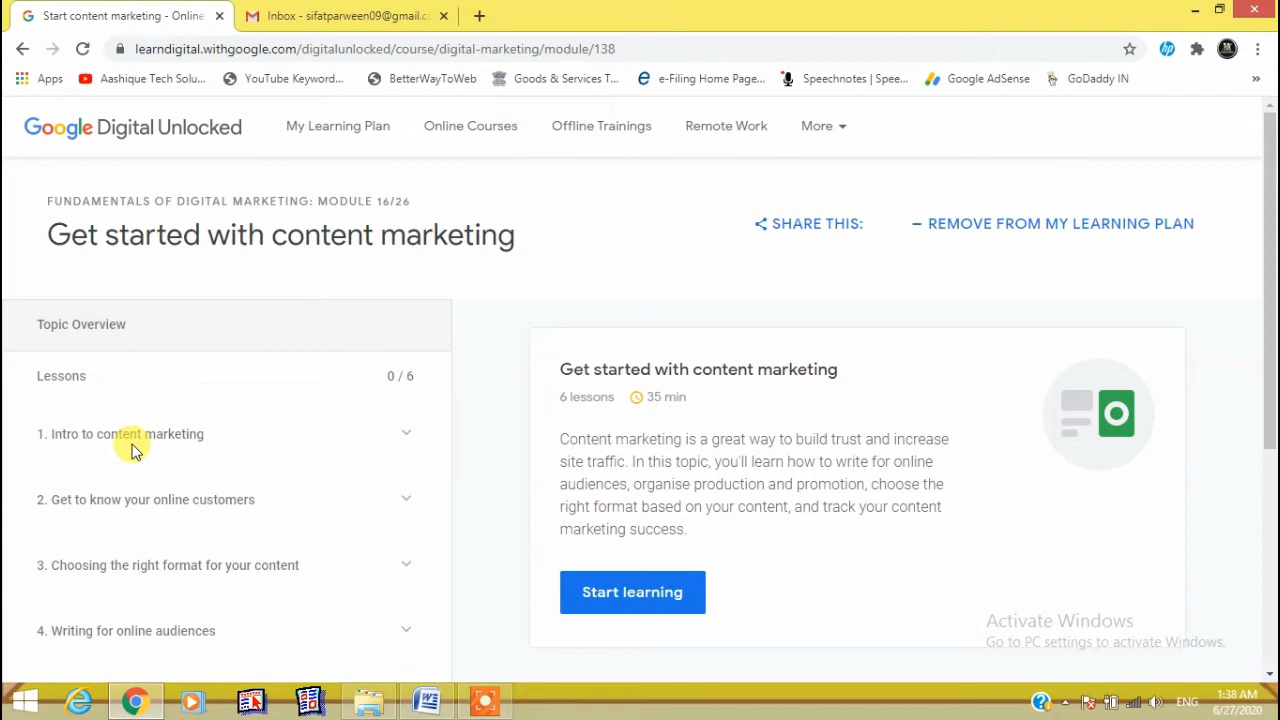 Start content marketing - Online
Inbox - sifatparween09@gmail.c
learndigital.withgoogle.com/digitalunlocked/course/digital-marketing/module/138
Apps
Aashique Tech Solu...
YouTube Keyword...
BetterWayToWeb
Goods & Services T...
e-Filing Home Page...
Speechnotes | Spee...
Google AdSense
GoDaddy IN
»
Google Digital Unlocked
My Learning Plan
Online Courses
Offline Trainings
Remote Work
More
FUNDAMENTALS OF DIGITAL MARKETING: MODULE 16/26
Get started with content marketing
SHARE THIS:
REMOVE FROM MY LEARNING PLAN
Topic Overview
Lessons 0 / 6
1. Intro to content marketing
2. Get to know your online customers
3. Choosing the right format for your content
4. Writing for online audiences
Get started with content marketing
6 lessons 35 min
Content marketing is a great way to build trust and increase
site traffic. In this topic, you'll learn how to write for online
audiences, organise production and promotion, choose the
right format based on your content, and track your content
marketing success.
Start learning
Activate Windows
Go to PC settings to activate Windows.
ENG
1:38 AM
6/27/2020